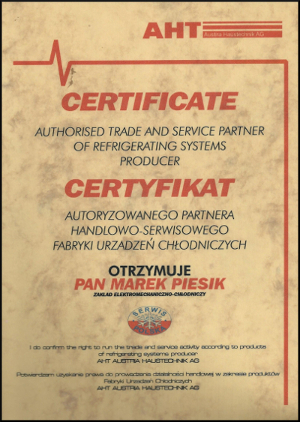 AHT
Austria Haustechnik AG
CERTIFICATE
AUTHORISED TRADE AND SERVICE PARTNER
OF REFRIGERATING SYSTEMS
PRODUCER
CERTYFIKAT
AUTORYZOWANEGO PARTNERA
HANDLOWO-SERWISOWEGO
FABRYKI URZADZEŃ CHŁODNICZYCH
OTRZYMUJE
PAN MAREK PIESIK
ZAKŁAD ELEKTROMECHANICZNO-CHŁODNICZY
SERWIS
I do confirm the right to run the trade and service activity according to products
of refrigerating systems producer
AHT AUSTRIA HAUSTECHNIK AG
Potwierdzam uzyskanie prawa do prowadzenia działalności handlowej w zakresie produktów
Fabryki Urządzeń Chłodniczych
AHT AUSTRIA HAUSTECHNIK AG